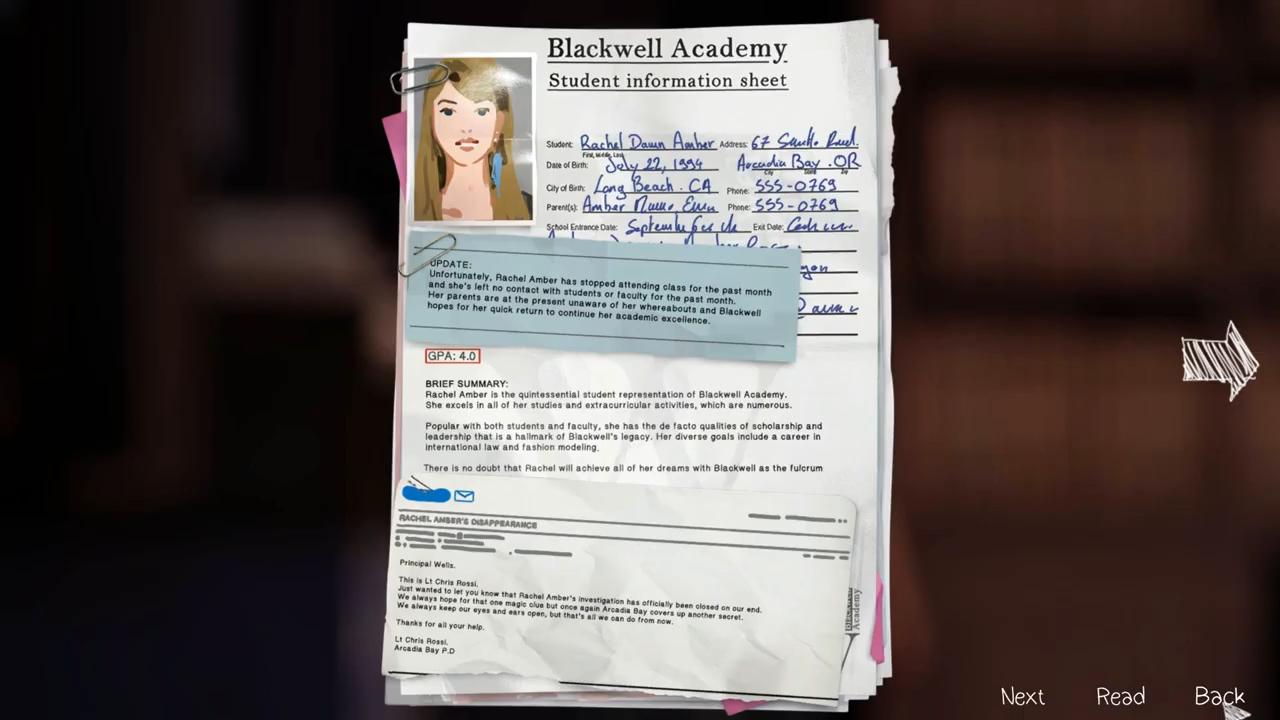 Blackwell Academy
Student information sheet
Student: Rachel Dawn Amber Address: 67
First, Middle, Last
Date of Birth: July 22, 1994 Arcadia Bay . OR
City State Zip
City of Birth: Long Beach . CA Phone: 555-0769
Parent(s): Amber Phone: 555-0769
School Entrance Date: Exit Date:
UPDATE:
Unfortunately, Rachel Amber has stopped attending class for the past month
and she's left no contact with students or faculty for the past month.
Her parents are at the present unaware of her whereabouts and Blackwell
hopes for her quick return to continue her academic excellence.
GPA: 4.0
BRIEF SUMMARY:
Rachel Amber is the quintessential student representation of Blackwell Academy.
She excels in all of her studies and extracurricular activities, which are numerous.
Popular with both students and faculty, she has the de facto qualities of scholarship and
leadership that is a hallmark of Blackwell's legacy. Her diverse goals include a career in
international law and fashion modeling.
There is no doubt that Rachel will achieve all of her dreams with Blackwell as the fulcrum
RACHEL AMBER'S DISAPPEARANCE
Principal Wells.
This is Lt Chris Rossi.
Just wanted to let you know that Rachel Amber's investigation has officially been closed on our end.
We always hope for that one magic clue but once again Arcadia Bay covers up another secret.
We always keep our eyes and ears open, but that's all we can do from now.
Thanks for all your help.
Lt Chris Rossi.
Arcadia Bay P.D
Academy
Next Read Back